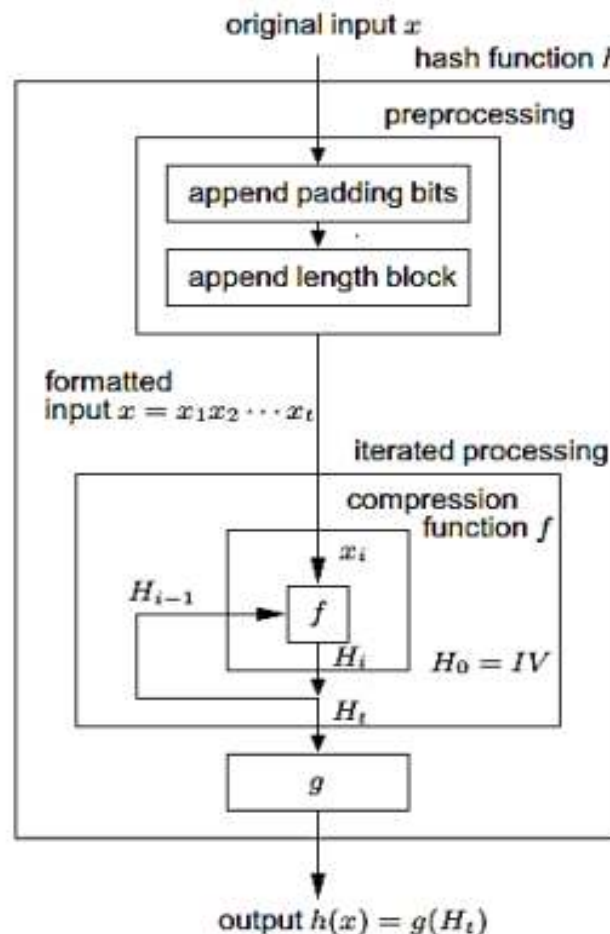 original input x
hash function
preprocessing
append padding bits
append length block
formatted
input x = x₁x₂ ⋯ xₜ
iterated processing
compression
function f
xᵢ
Hᵢ₋₁
f
Hᵢ
H₀ = IV
Hₜ
g
output h(x) = g(Hₜ)